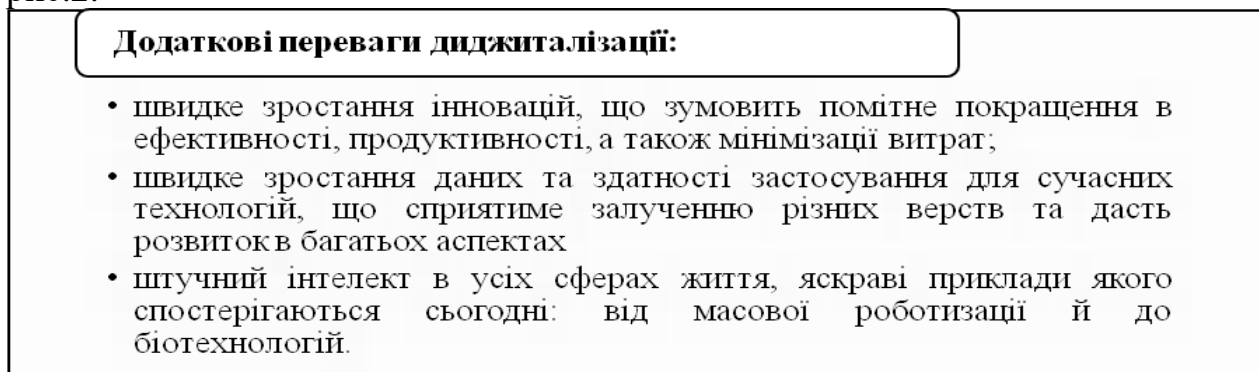 Додаткові переваги диджиталізації:
• швидке зростання інновацій, що зумовить помітне покращення в
ефективності, продуктивності, а також мінімізації витрат;
• швидке зростання даних та здатності застосування для сучасних
технологій, що сприятиме залученню різних верств та дасть
розвиток в багатьох аспектах
• штучний інтелект в усіх сферах життя, яскраві приклади якого
спостерігаються сьогодні: від масової роботизації й до
біотехнологій.